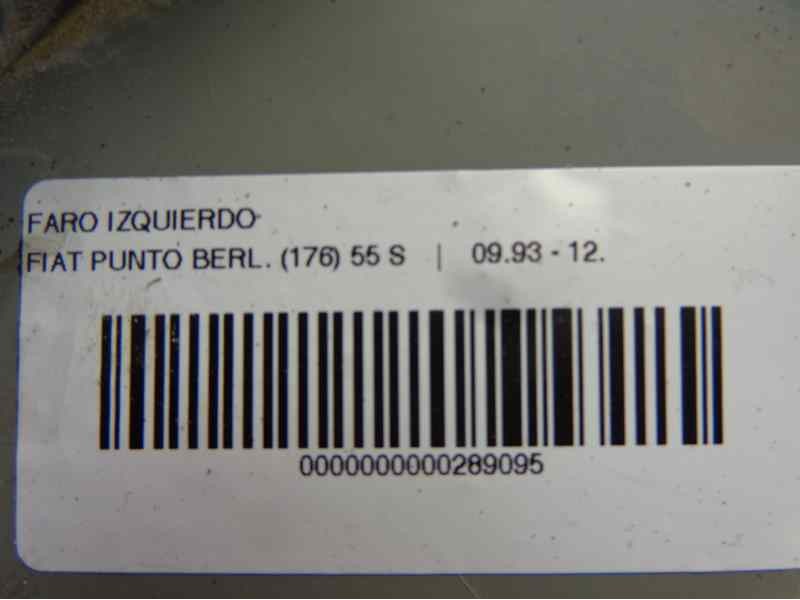 FARO IZQUIERDO
FIAT PUNTO BERL. (176) 55 S | 09.93 - 12.
0000000000289095